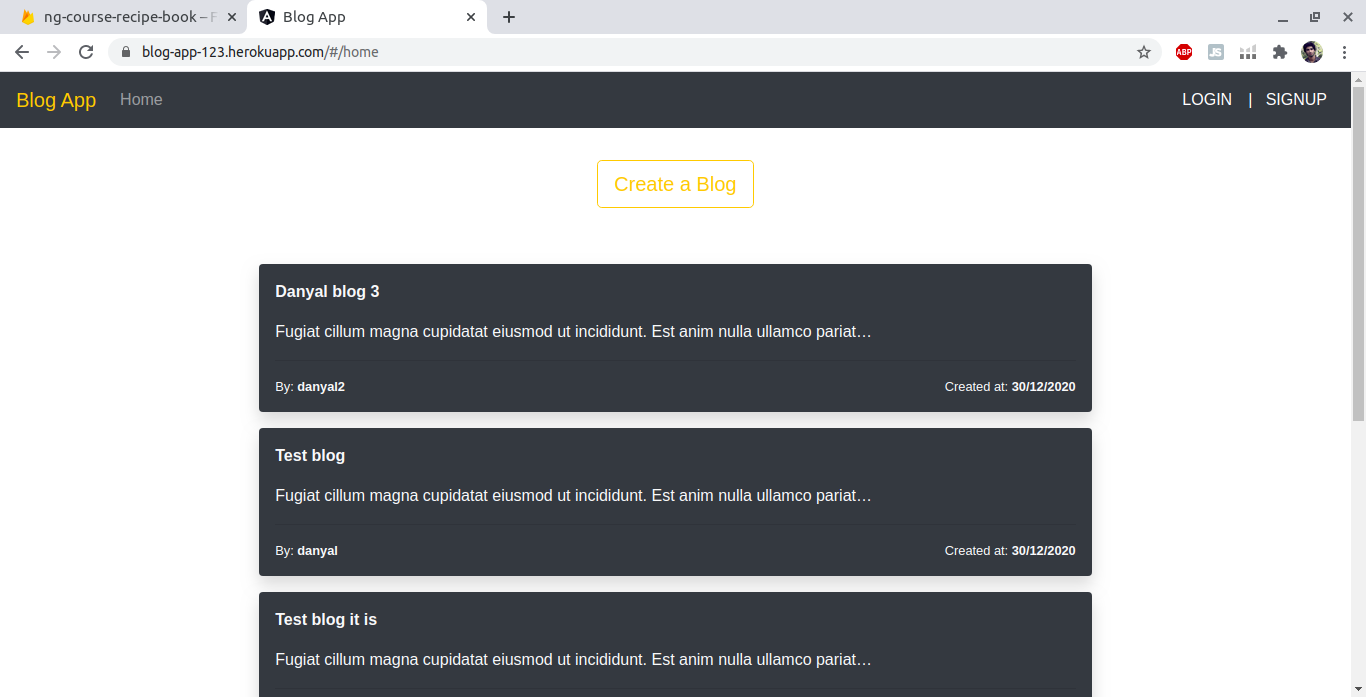 ng-course-recipe-book – F
Blog App
blog-app-123.herokuapp.com/#/home
ABP
JS
Blog App Home LOGIN | SIGNUP
Create a Blog
Danyal blog 3
Fugiat cillum magna cupidatat eiusmod ut incididunt. Est anim nulla ullamco pariat…
By: danyal2 Created at: 30/12/2020
Test blog
Fugiat cillum magna cupidatat eiusmod ut incididunt. Est anim nulla ullamco pariat…
By: danyal Created at: 30/12/2020
Test blog it is
Fugiat cillum magna cupidatat eiusmod ut incididunt. Est anim nulla ullamco pariat…